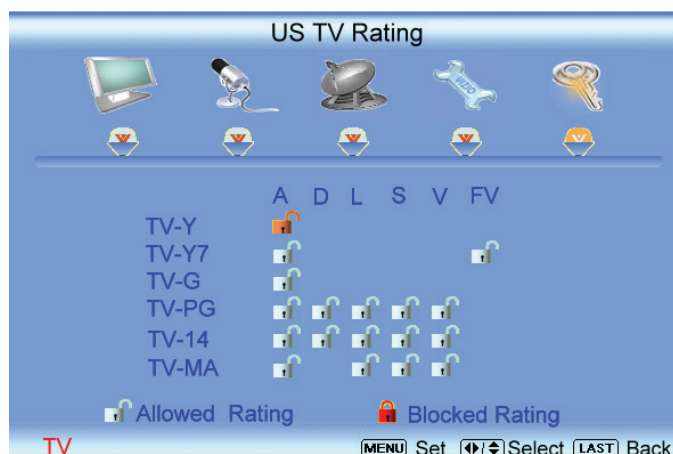 US TV Rating
VIZIO
A D L S V FV
TV-Y
TV-Y7
TV-G
TV-PG
TV-14
TV-MA
Allowed Rating Blocked Rating
TV MENU Set Select LAST Back